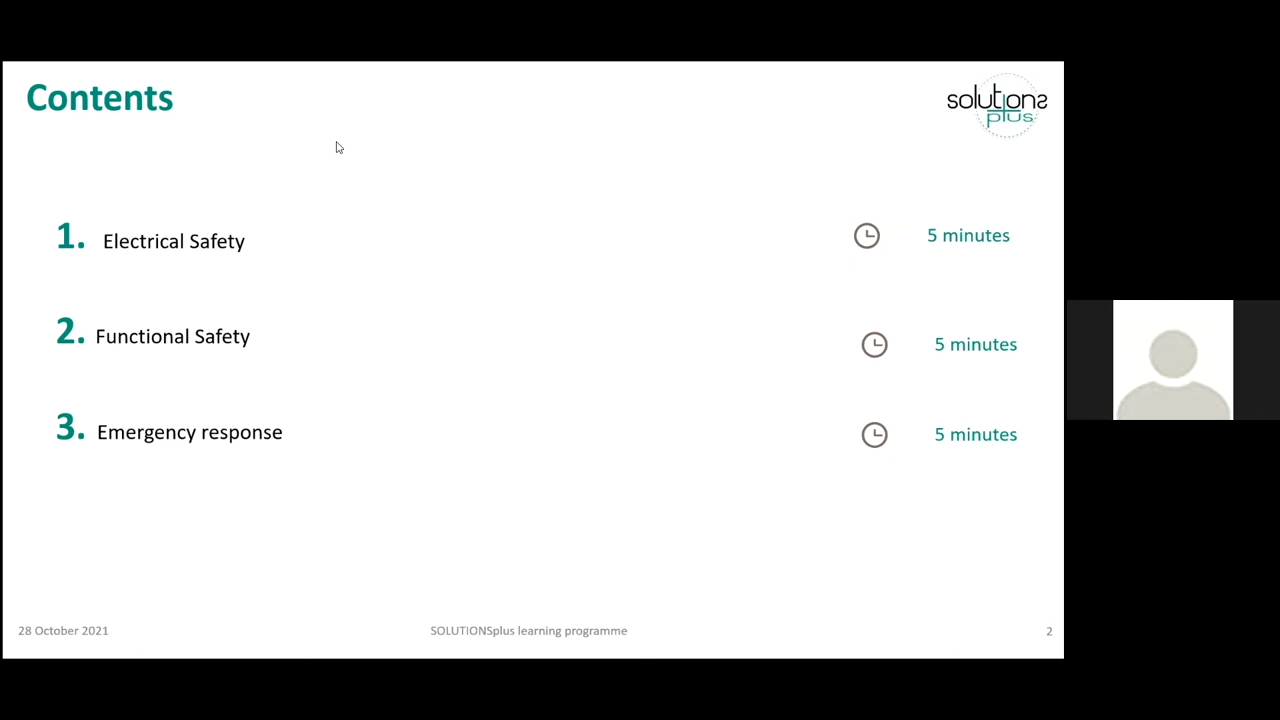 Contents
solutions
plus
1. Electrical Safety
5 minutes
2. Functional Safety
5 minutes
3. Emergency response
5 minutes
28 October 2021
SOLUTIONSplus learning programme
2